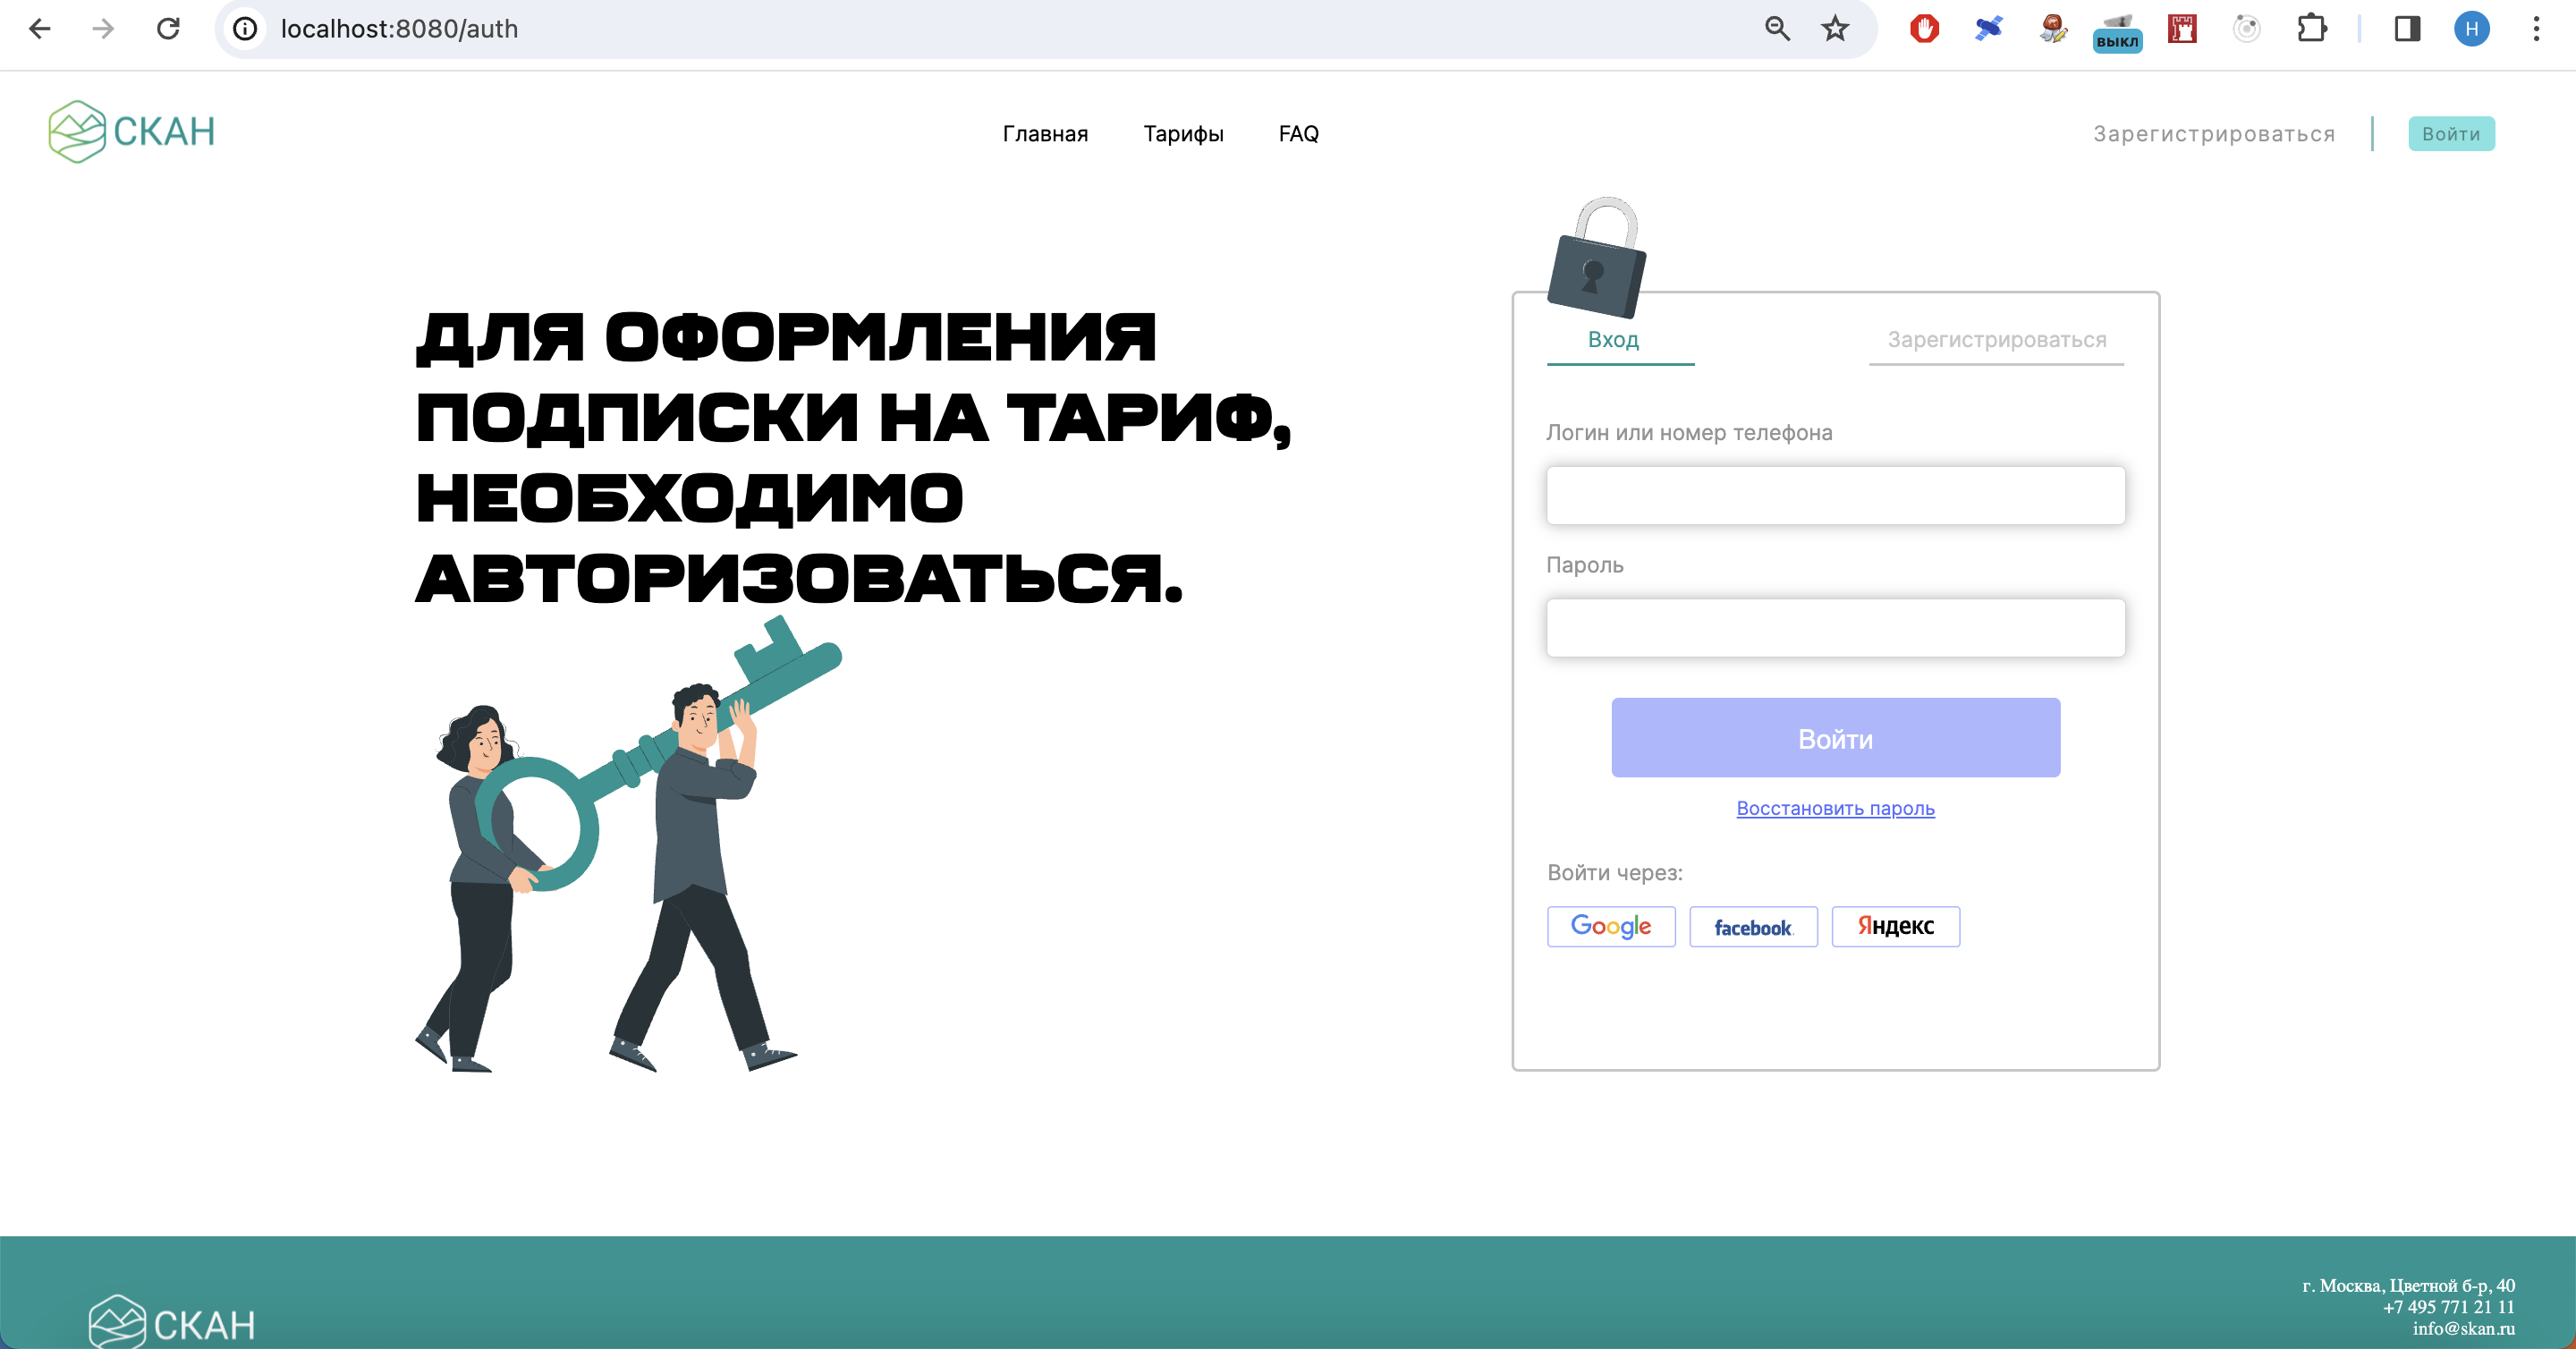 localhost:8080/auth
выкл
H
СКАН
Главная
Тарифы
FAQ
Зарегистрироваться
Войти
ДЛЯ ОФОРМЛЕНИЯ
ПОДПИСКИ НА ТАРИФ,
НЕОБХОДИМО
АВТОРИЗОВАТЬСЯ.
Вход
Зарегистрироваться
Логин или номер телефона
Пароль
Войти
Восстановить пароль
Войти через:
Google
facebook.
Яндекс
СКАН
г. Москва, Цветной б-р, 40
+7 495 771 21 11
info@skan.ru